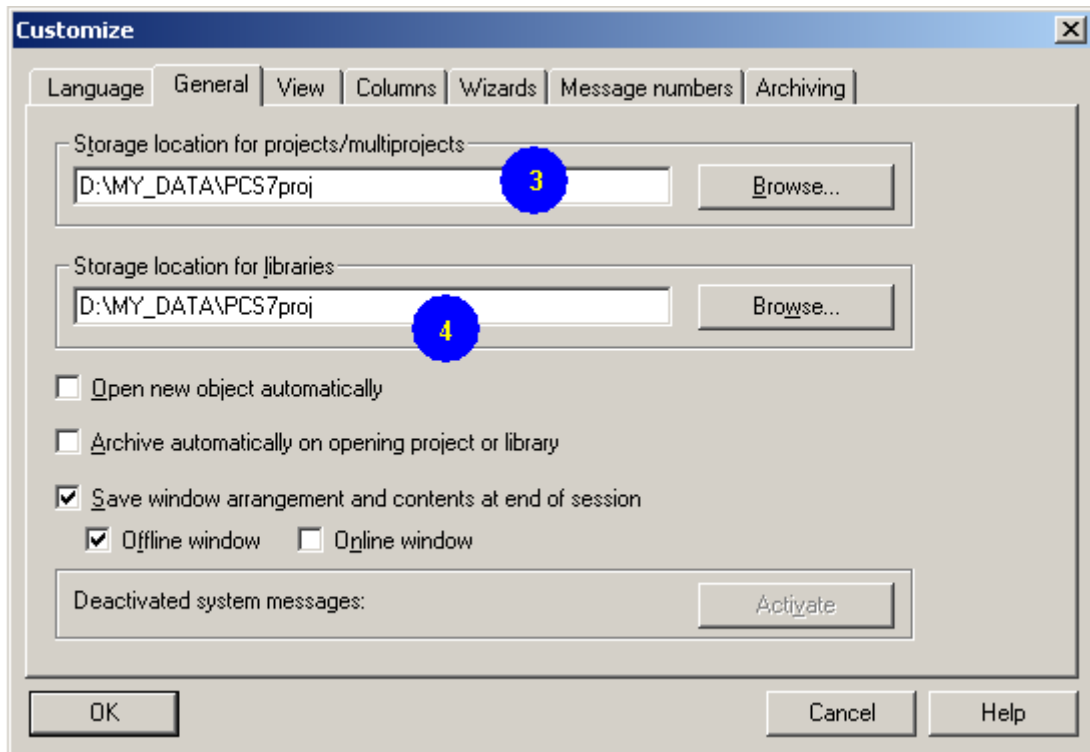 Customize
Language General View Columns Wizards Message numbers Archiving
Storage location for projects/multiprojects
D:\MY_DATA\PCS7proj 3 Browse...
Storage location for libraries
D:\MY_DATA\PCS7proj 4 Browse...
Open new object automatically
Archive automatically on opening project or library
Save window arrangement and contents at end of session
Offline window Online window
Deactivated system messages: Activate
OK Cancel Help